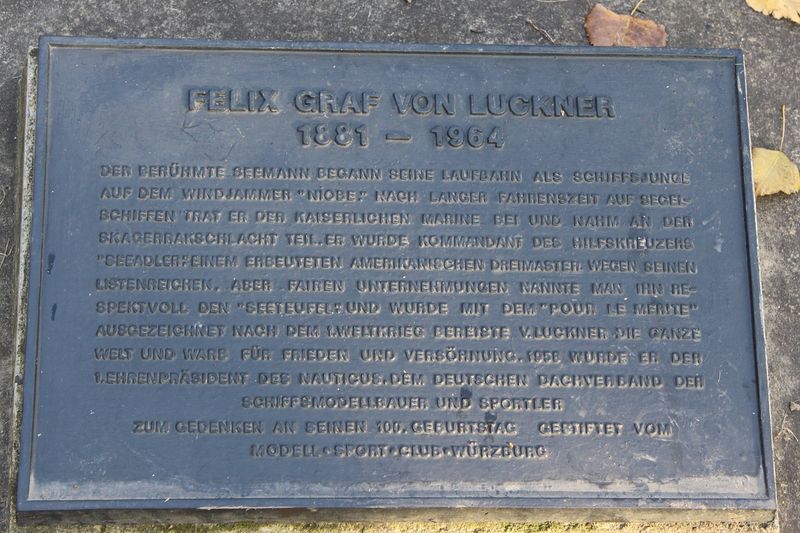 FELIX GRAF VON LUCKNER
1881 – 1964
DER BERÜHMTE SEEMANN BEGANN SEINE LAUFBAHN ALS SCHIFFSJUNGE
AUF DEM WINDJAMMER "NIOBE". NACH LANGER FAHRENSZEIT AUF SEGEL-
SCHIFFEN TRAT ER DER KAISERLICHEN MARINE BEI UND NAHM AN DER
SKAGERRAKSCHLACHT TEIL. ER WURDE KOMMANDANT DES HILFSKREUZERS
"SEEADLER", EINEM ERBEUTETEN AMERIKANISCHEN DREIMASTER. WEGEN SEINEN
LISTENREICHEN, ABER FAIREN UNTERNEHMUNGEN NANNTE MAN IHN RE-
SPEKTVOLL DEN "SEETEUFEL" UND WURDE MIT DEM "POUR LE MERITE"
AUSGEZEICHNET NACH DEM 1.WELTKRIEG BEREISTE V.LUCKNER DIE GANZE
WELT UND WARB FÜR FRIEDEN UND VERSÖHNUNG. 1958 WURDE ER DER
1.EHRENPRÄSIDENT DES NAUTICUS, DEM DEUTSCHEN DACHVERBAND DER
SCHIFFSMODELLBAUER UND SPORTLER
ZUM GEDENKEN AN SEINEN 100. GEBURTSTAG GESTIFTET VOM
MODELL · SPORT · CLUB · WÜRZBURG